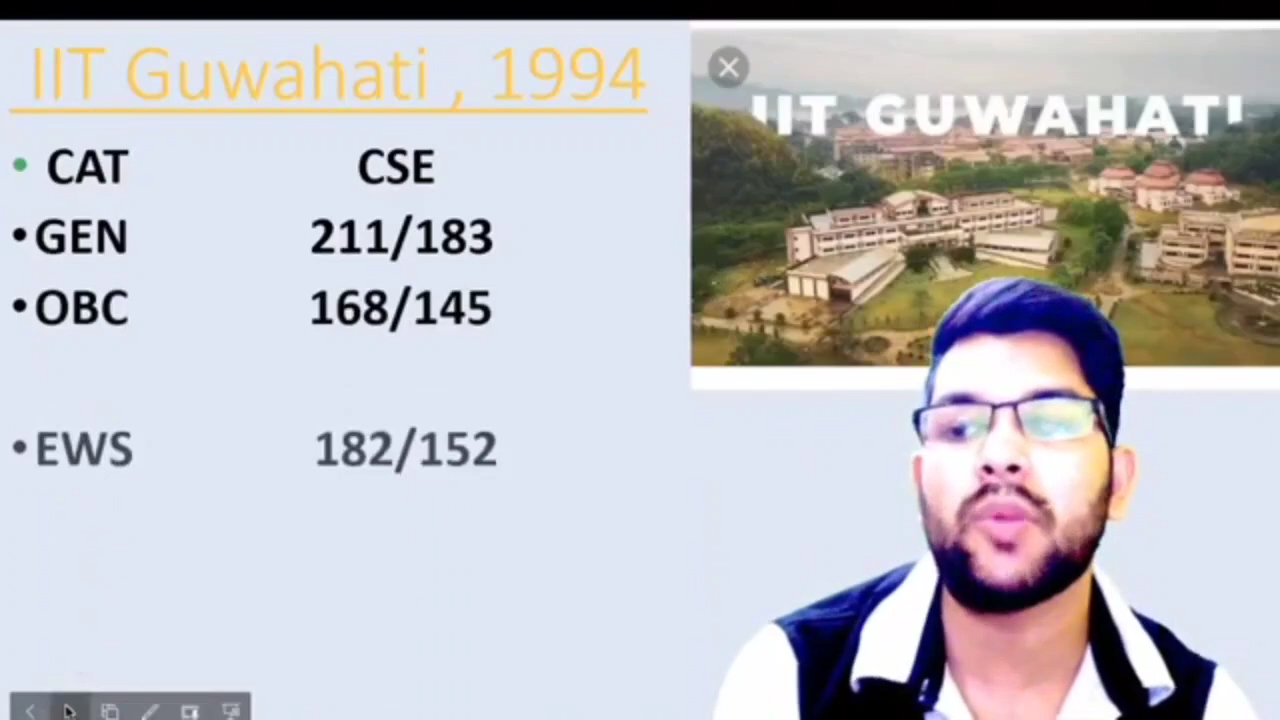 IIT Guwahati , 1994
IIT GUWAHATI
• CAT CSE
• GEN 211/183
• OBC 168/145
• EWS 182/152